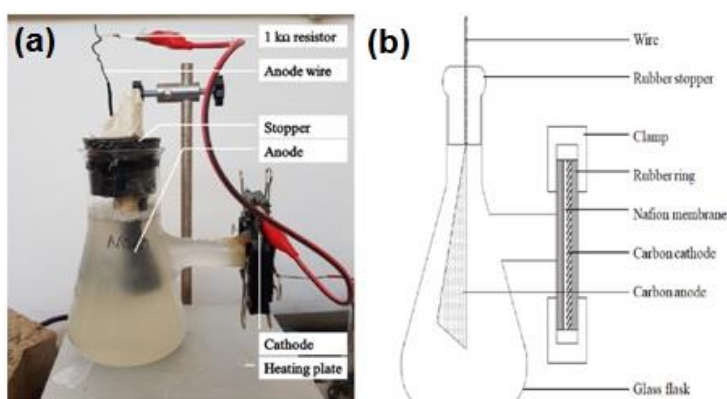 (a)
1 kΩ resistor
Anode wire
Stopper
Anode
Cathode
Heating plate
(b)
Wire
Rubber stopper
Clamp
Rubber ring
Nafion membrane
Carbon cathode
Carbon anode
Glass flask